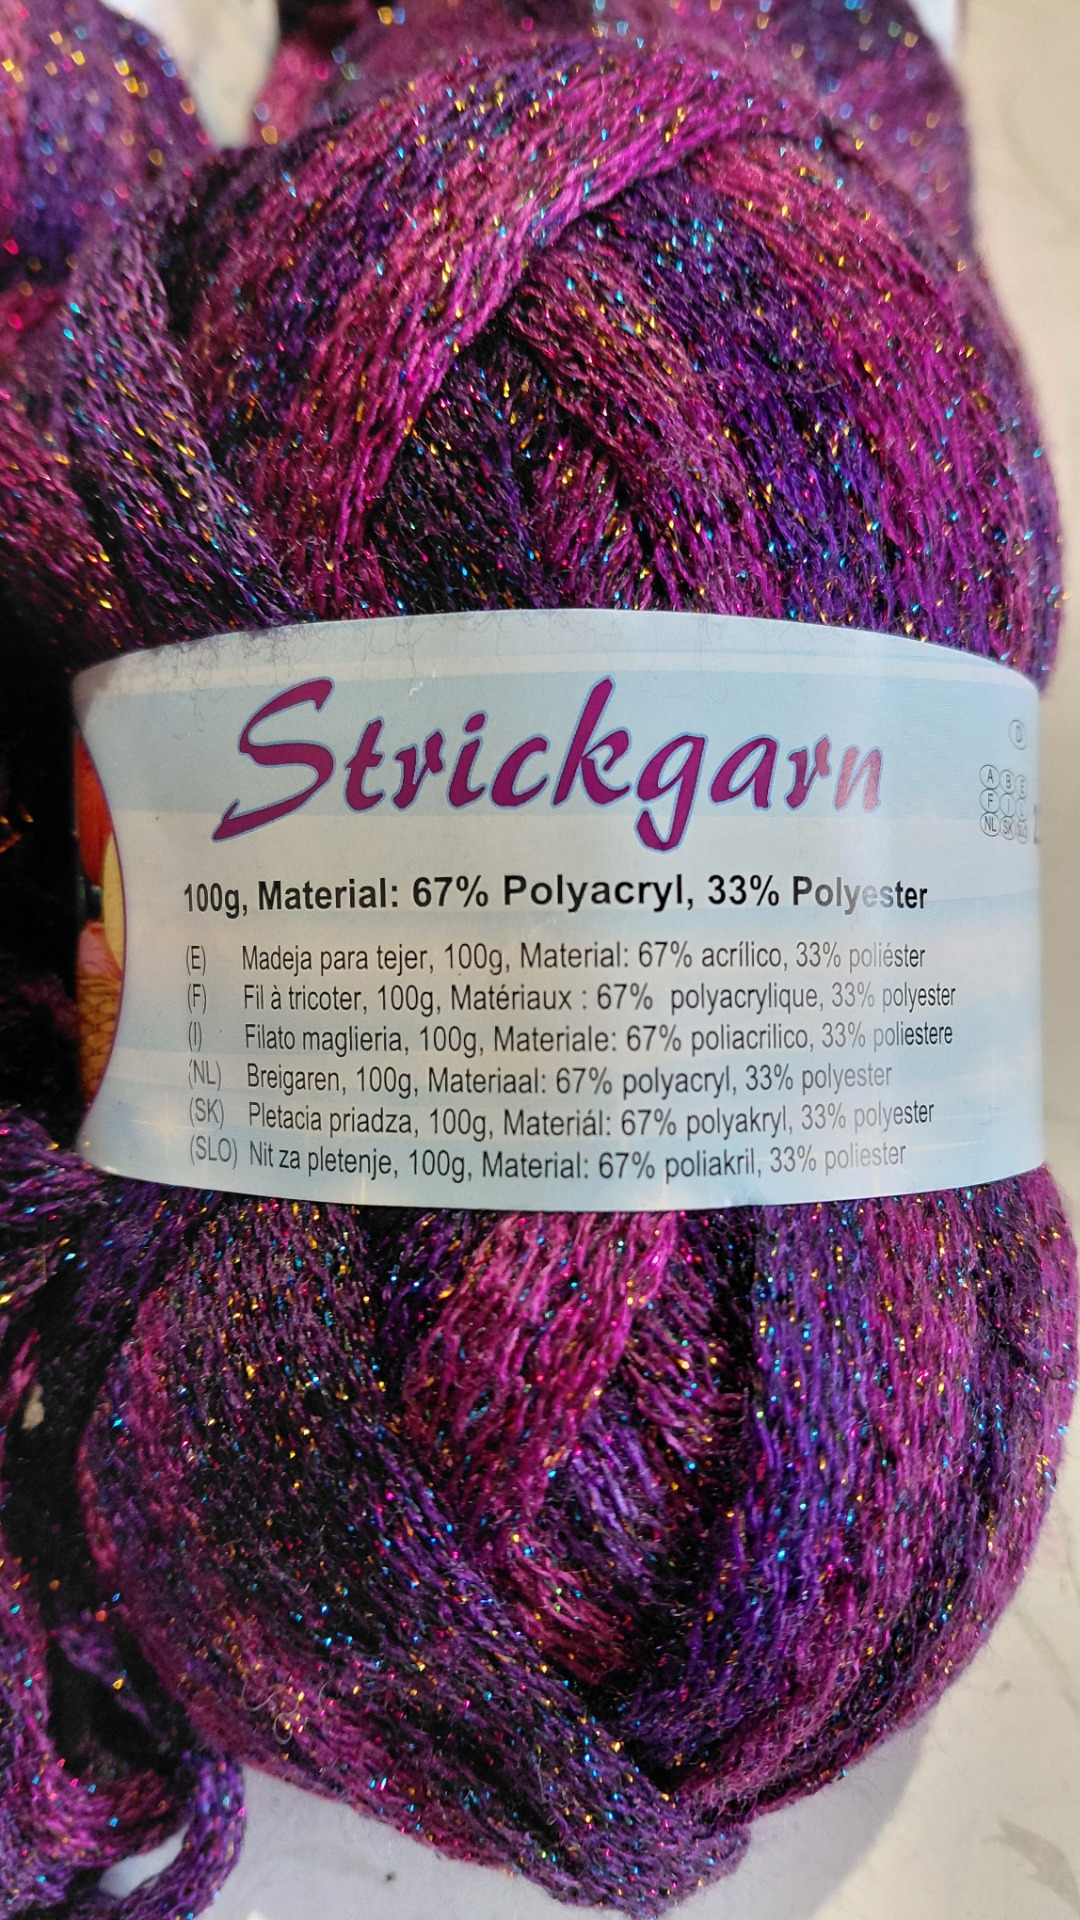 Strickgarn
D
A B E
F I L
NL SK SLO
100g, Material: 67% Polyacryl, 33% Polyester
(E) Madeja para tejer, 100g, Material: 67% acrílico, 33% poliéster
(F) Fil à tricoter, 100g, Matériaux : 67% polyacrylique, 33% polyester
(I) Filato maglieria, 100g, Materiale: 67% poliacrilico, 33% poliestere
(NL) Breigaren, 100g, Materiaal: 67% polyacryl, 33% polyester
(SK) Pletacia priadza, 100g, Materiál: 67% polyakryl, 33% polyester
(SLO) Nit za pletenje, 100g, Material: 67% poliakril, 33% poliester